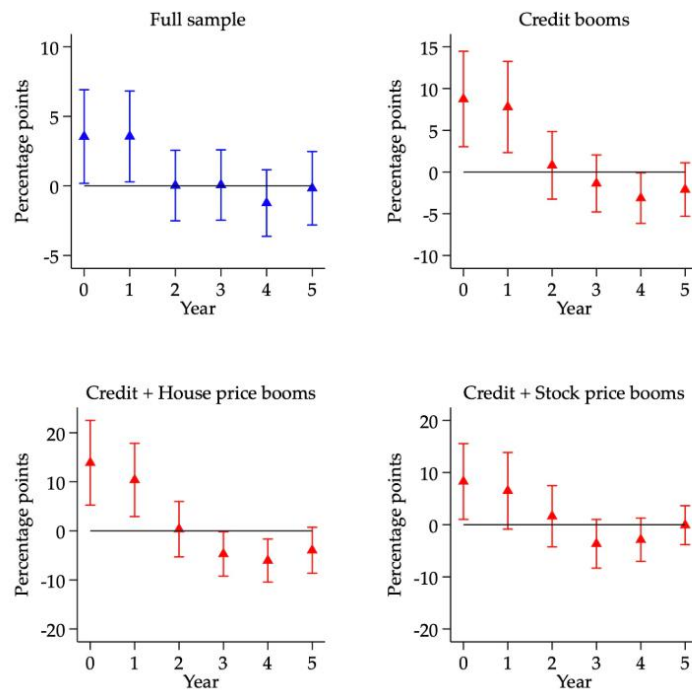 Full sample
Percentage points
10
5
0
-5
0 1 2 3 4 5
Year
Credit booms
Percentage points
15
10
5
0
-5
-10
0 1 2 3 4 5
Year
Credit + House price booms
Percentage points
20
10
0
-10
-20
0 1 2 3 4 5
Year
Credit + Stock price booms
Percentage points
20
10
0
-10
-20
0 1 2 3 4 5
Year